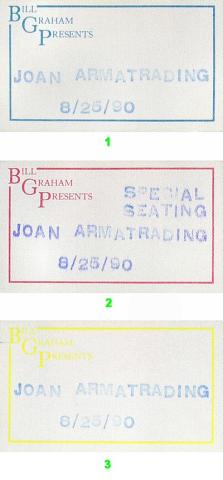 BILL
GRAHAM
PRESENTS
JOAN ARMATRADING
8/25/90
1
BILL
GRAHAM
PRESENTS
SPECIAL
SEATING
JOAN ARMATRADING
8/25/90
2
BILL
GRAHAM
PRESENTS
JOAN ARMATRADING
8/25/90
3